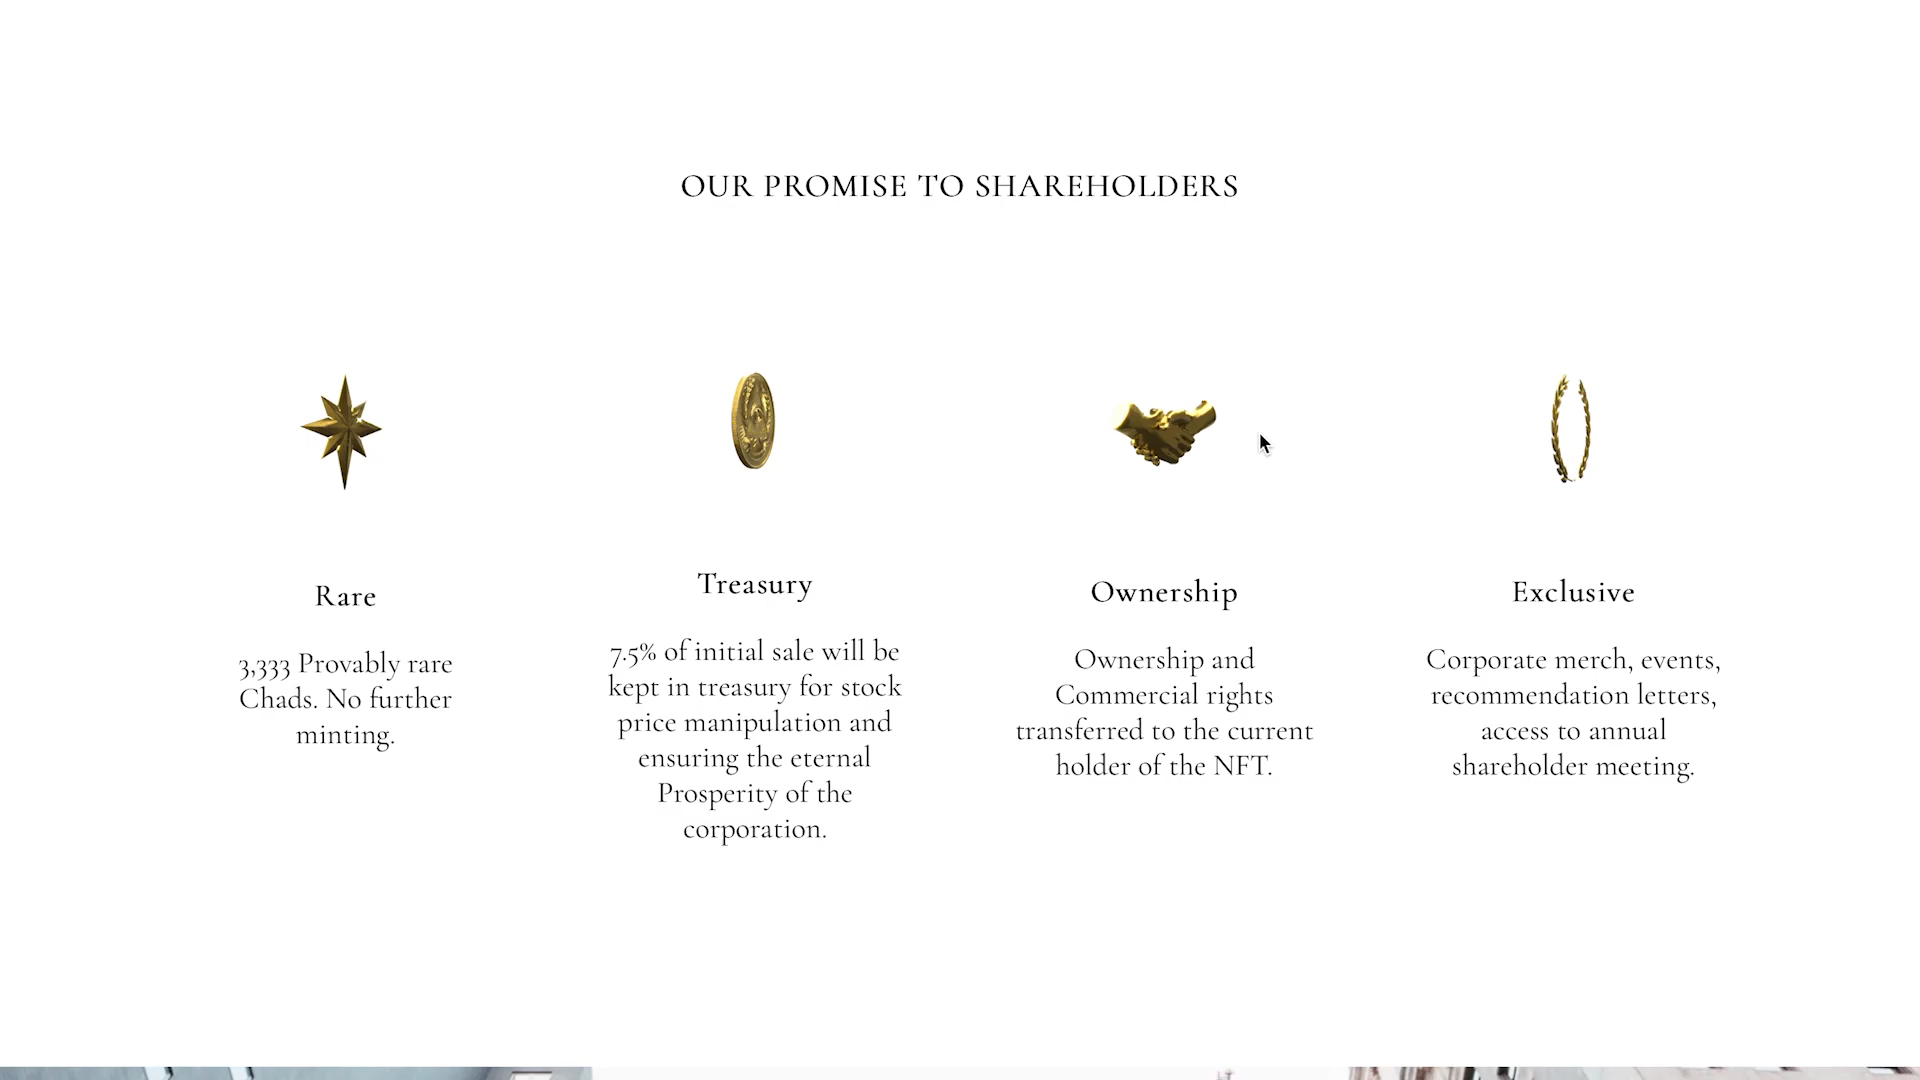 OUR PROMISE TO SHAREHOLDERS
Rare
3,333 Provably rare
Chads. No further
minting.
Treasury
7.5% of initial sale will be
kept in treasury for stock
price manipulation and
ensuring the eternal
Prosperity of the
corporation.
Ownership
Ownership and
Commercial rights
transferred to the current
holder of the NFT.
Exclusive
Corporate merch, events,
recommendation letters,
access to annual
shareholder meeting.